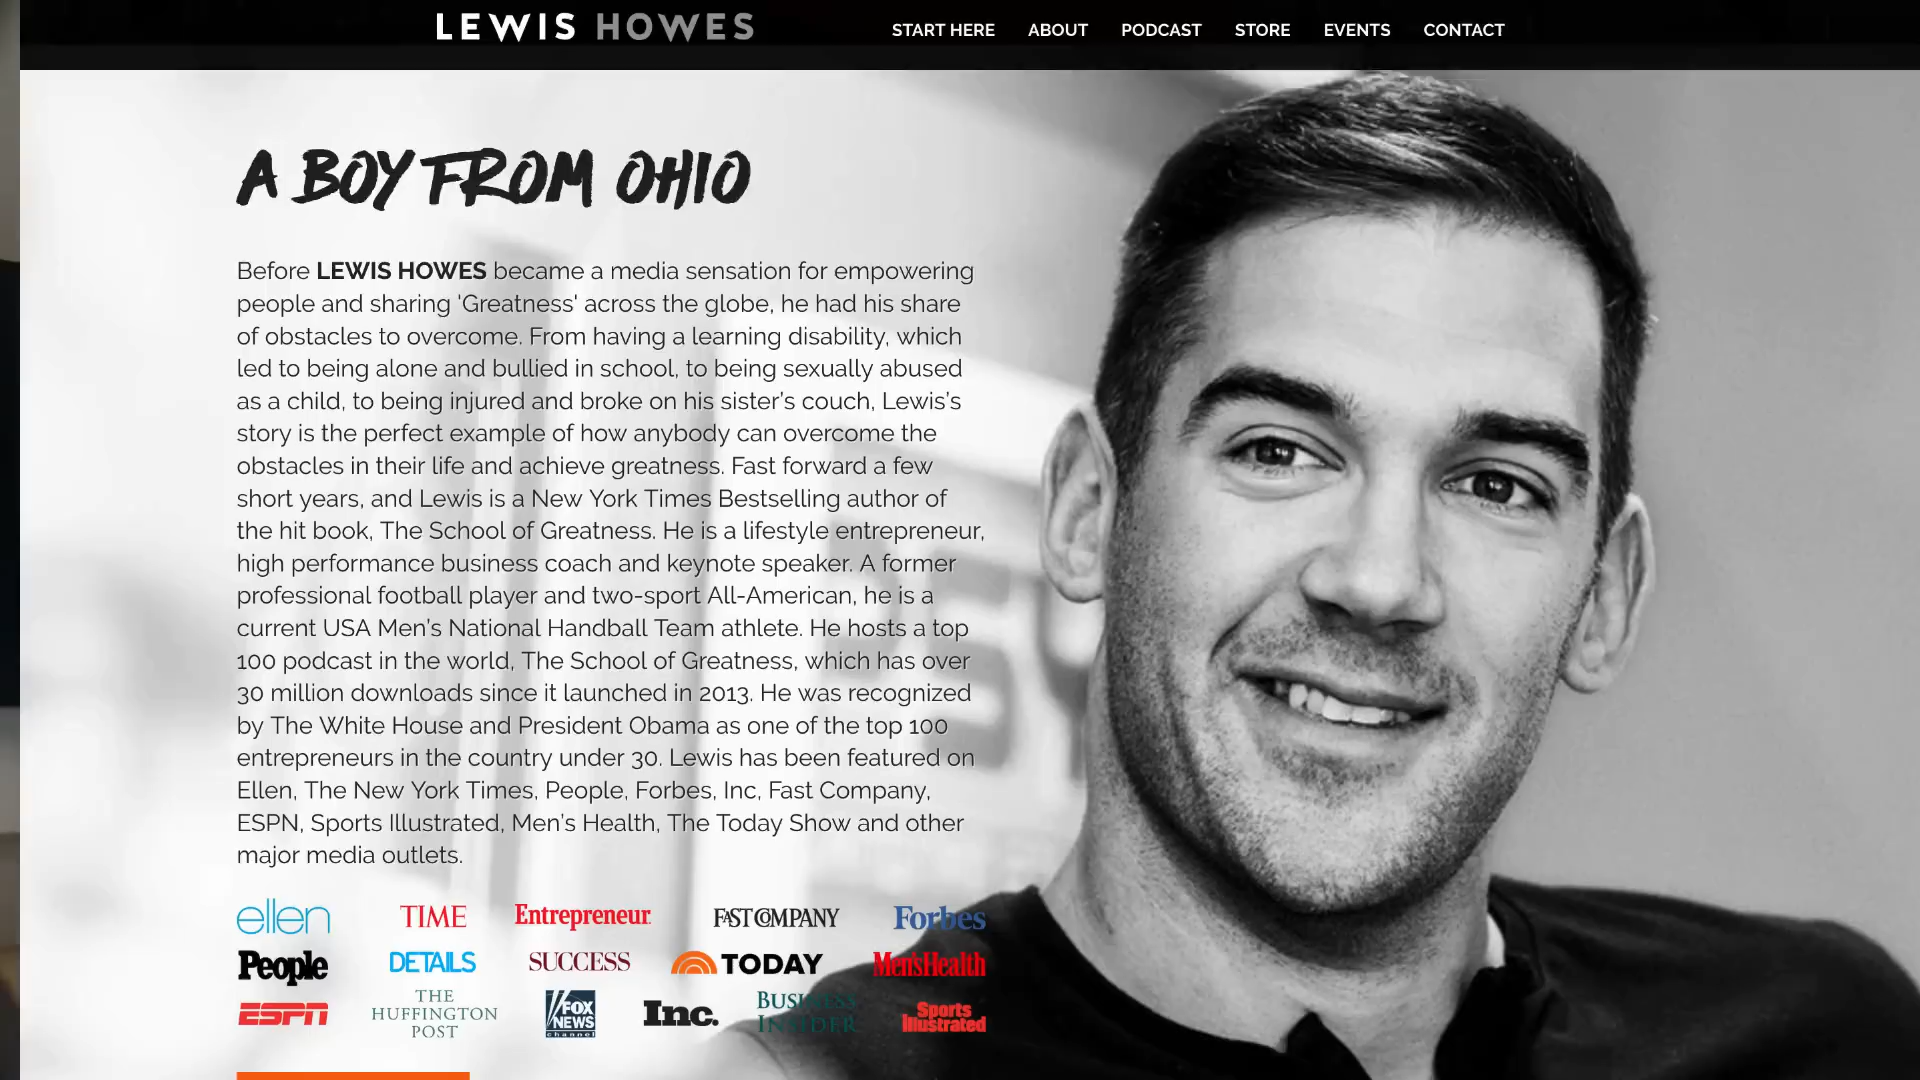 LEWIS HOWES
START HERE ABOUT PODCAST STORE EVENTS CONTACT
A BOY FROM OHIO
Before LEWIS HOWES became a media sensation for empowering
people and sharing 'Greatness' across the globe, he had his share
of obstacles to overcome. From having a learning disability, which
led to being alone and bullied in school, to being sexually abused
as a child, to being injured and broke on his sister's couch, Lewis's
story is the perfect example of how anybody can overcome the
obstacles in their life and achieve greatness. Fast forward a few
short years, and Lewis is a New York Times Bestselling author of
the hit book, The School of Greatness. He is a lifestyle entrepreneur,
high performance business coach and keynote speaker. A former
professional football player and two-sport All-American, he is a
current USA Men's National Handball Team athlete. He hosts a top
100 podcast in the world, The School of Greatness, which has over
30 million downloads since it launched in 2013. He was recognized
by The White House and President Obama as one of the top 100
entrepreneurs in the country under 30. Lewis has been featured on
Ellen, The New York Times, People, Forbes, Inc, Fast Company,
ESPN, Sports Illustrated, Men's Health, The Today Show and other
major media outlets.
ellen TIME Entrepreneur FAST COMPANY Forbes
People DETAILS SUCCESS TODAY Men'sHealth
ESPN THE HUFFINGTON POST FOX NEWS channel Inc. BUSINESS INSIDER Sports Illustrated